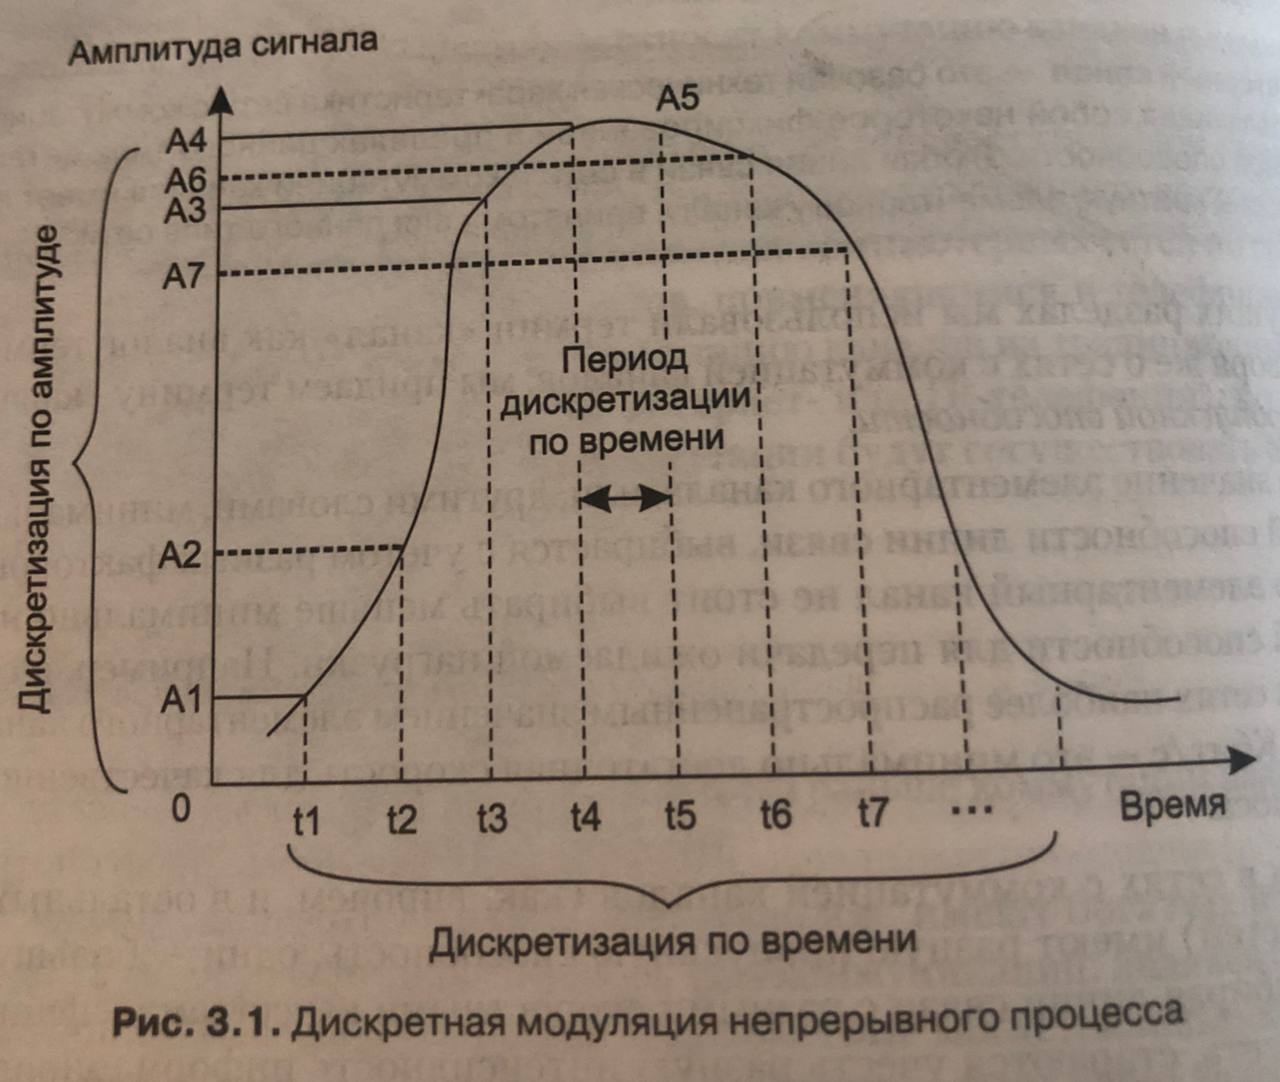 Амплитуда сигнала
A5
A4
A6
A3
A7
Дискретизация по амплитуде
Период
дискретизации
по времени
A2
A1
0
t1 t2 t3 t4 t5 t6 t7 ... Время
Дискретизация по времени
Рис. 3.1. Дискретная модуляция непрерывного процесса